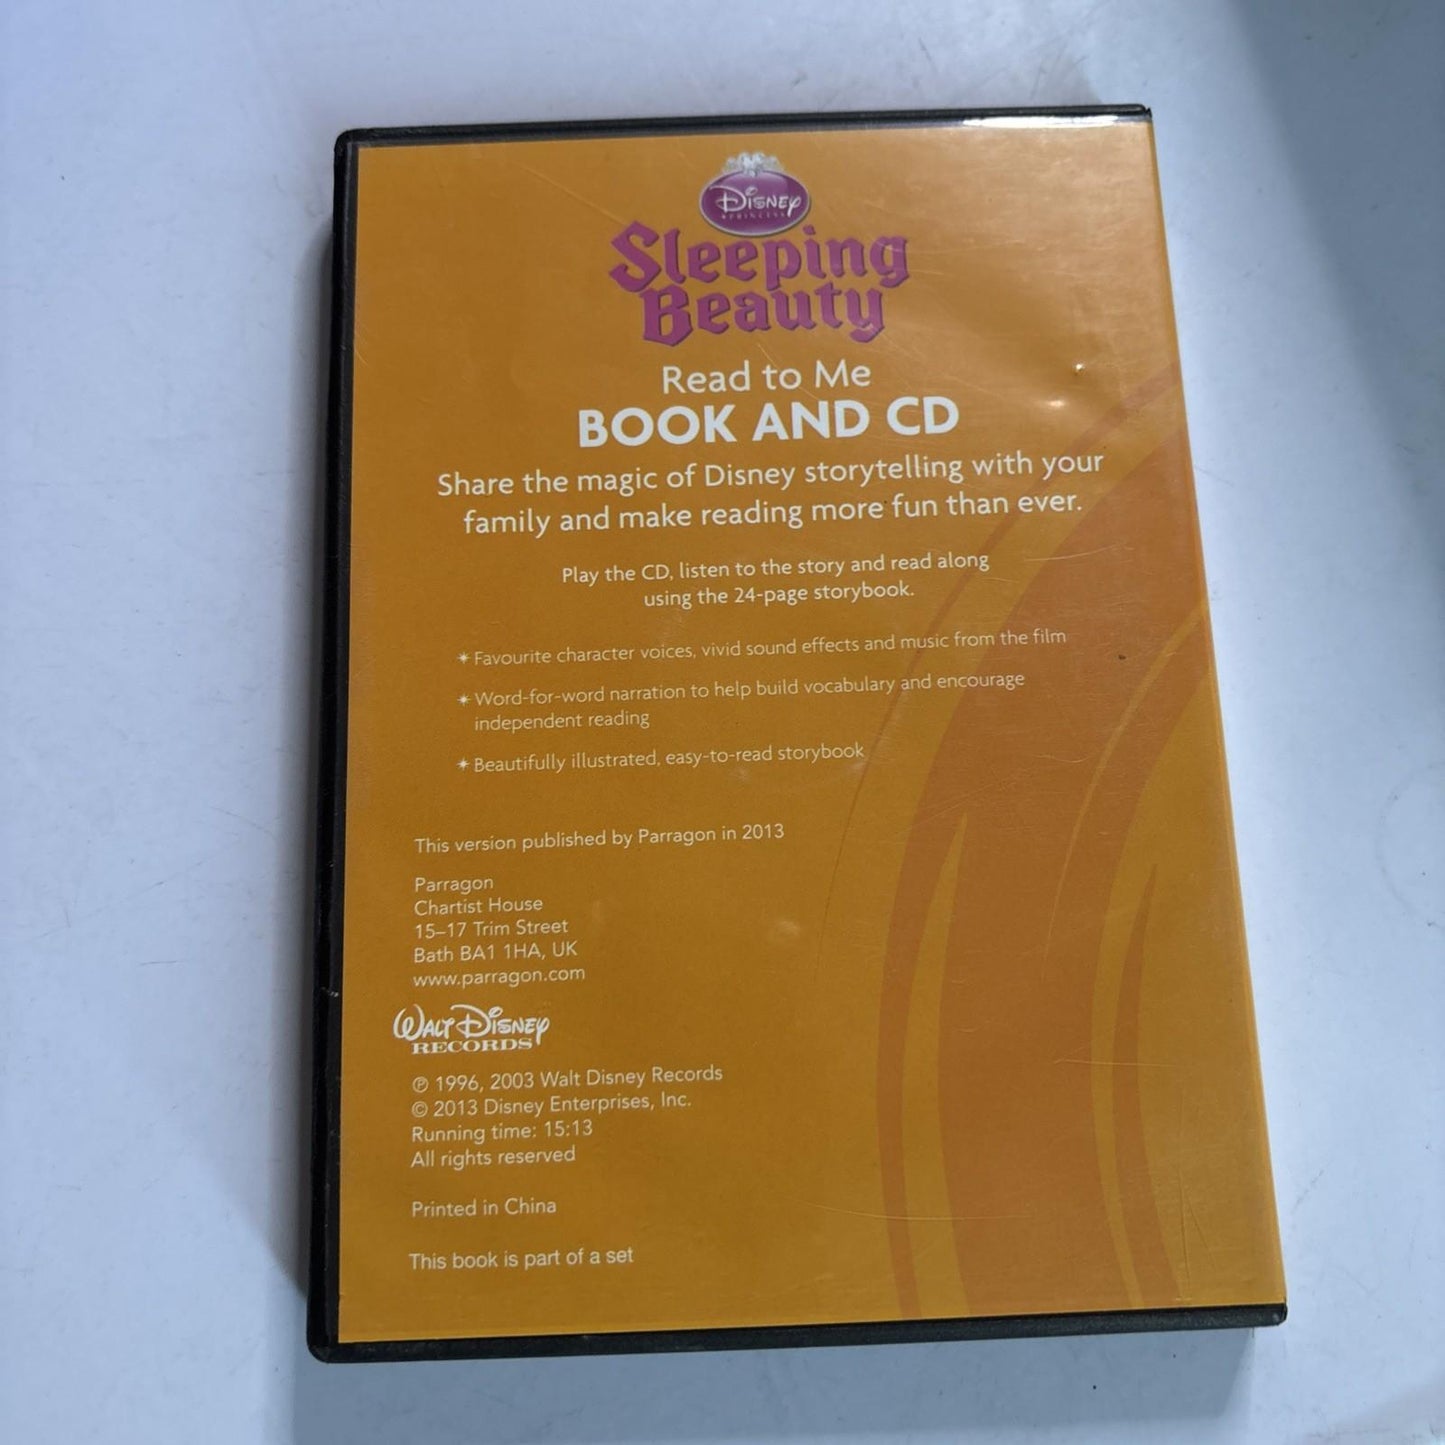 Disney
PRINCESS
Sleeping
Beauty
Read to Me
BOOK AND CD
Share the magic of Disney storytelling with your
family and make reading more fun than ever.
Play the CD, listen to the story and read along
using the 24-page storybook.
✴ Favourite character voices, vivid sound effects and music from the film
✴ Word-for-word narration to help build vocabulary and encourage
independent reading
✴ Beautifully illustrated, easy-to-read storybook
This version published by Parragon in 2013
Parragon
Chartist House
15–17 Trim Street
Bath BA1 1HA, UK
www.parragon.com
WALT DISNEY
RECORDS
℗ 1996, 2003 Walt Disney Records
© 2013 Disney Enterprises, Inc.
Running time: 15:13
All rights reserved
Printed in China
This book is part of a set